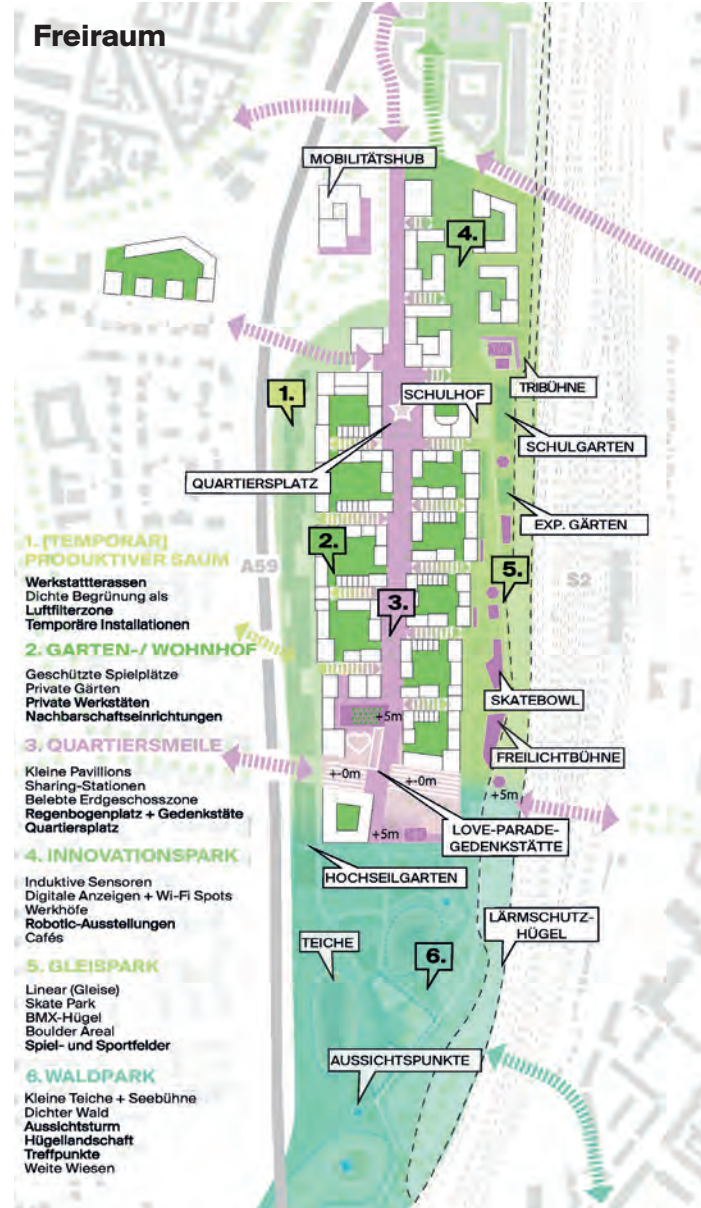 Freiraum
MOBILITÄTSHUB
4.
1.
SCHULHOF
TRIBÜHNE
SCHULGARTEN
QUARTIERSPLATZ
EXP. GÄRTEN
2.
5.
3.
A59
S2
SKATEBOWL
+5m
FREILICHTBÜHNE
+-0m
+-0m
+5m
+5m
LOVE-PARADE-
GEDENKSTÄTTE
HOCHSEILGARTEN
LÄRMSCHUTZ-
HÜGEL
TEICHE
6.
AUSSICHTSPUNKTE
1. [TEMPORÄR]
PRODUKTIVER SAUM
Werkstattterassen
Dichte Begrünung als
Luftfilterzone
Temporäre Installationen
2. GARTEN-/ WOHNHOF
Geschützte Spielplätze
Private Gärten
Private Werkstäten
Nachbarschaftseinrichtungen
3. QUARTIERSMEILE
Kleine Pavillions
Sharing-Stationen
Belebte Erdgeschosszone
Regenbogenplatz + Gedenkstäte
Quartiersplatz
4. INNOVATIONSPARK
Induktive Sensoren
Digitale Anzeigen + Wi-Fi Spots
Werkhöfe
Robotic-Ausstellungen
Cafés
5. GLEISPARK
Linear (Gleise)
Skate Park
BMX-Hügel
Boulder Areal
Spiel- und Sportfelder
6. WALDPARK
Kleine Teiche + Seebühne
Dichter Wald
Aussichtsturm
Hügellandschaft
Treffpunkte
Weite Wiesen